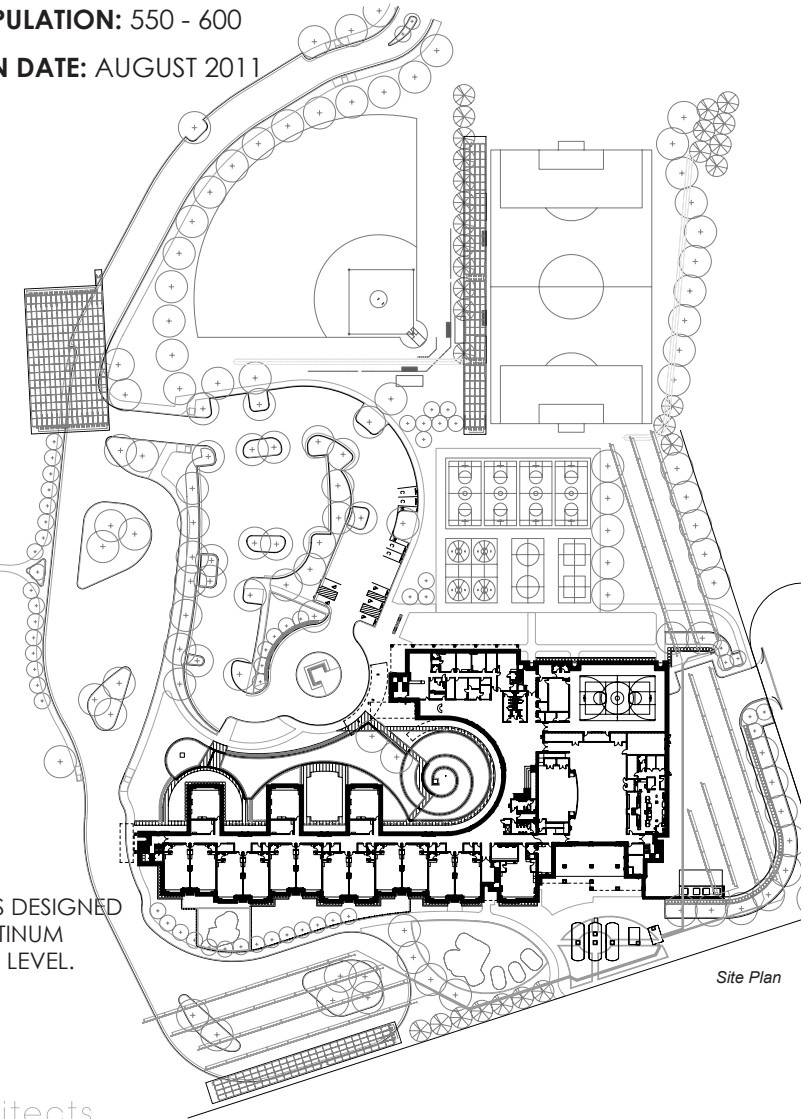 PULATION: 550 - 600
N DATE: AUGUST 2011
S DESIGNED
TINUM
LEVEL.
Site Plan
itects